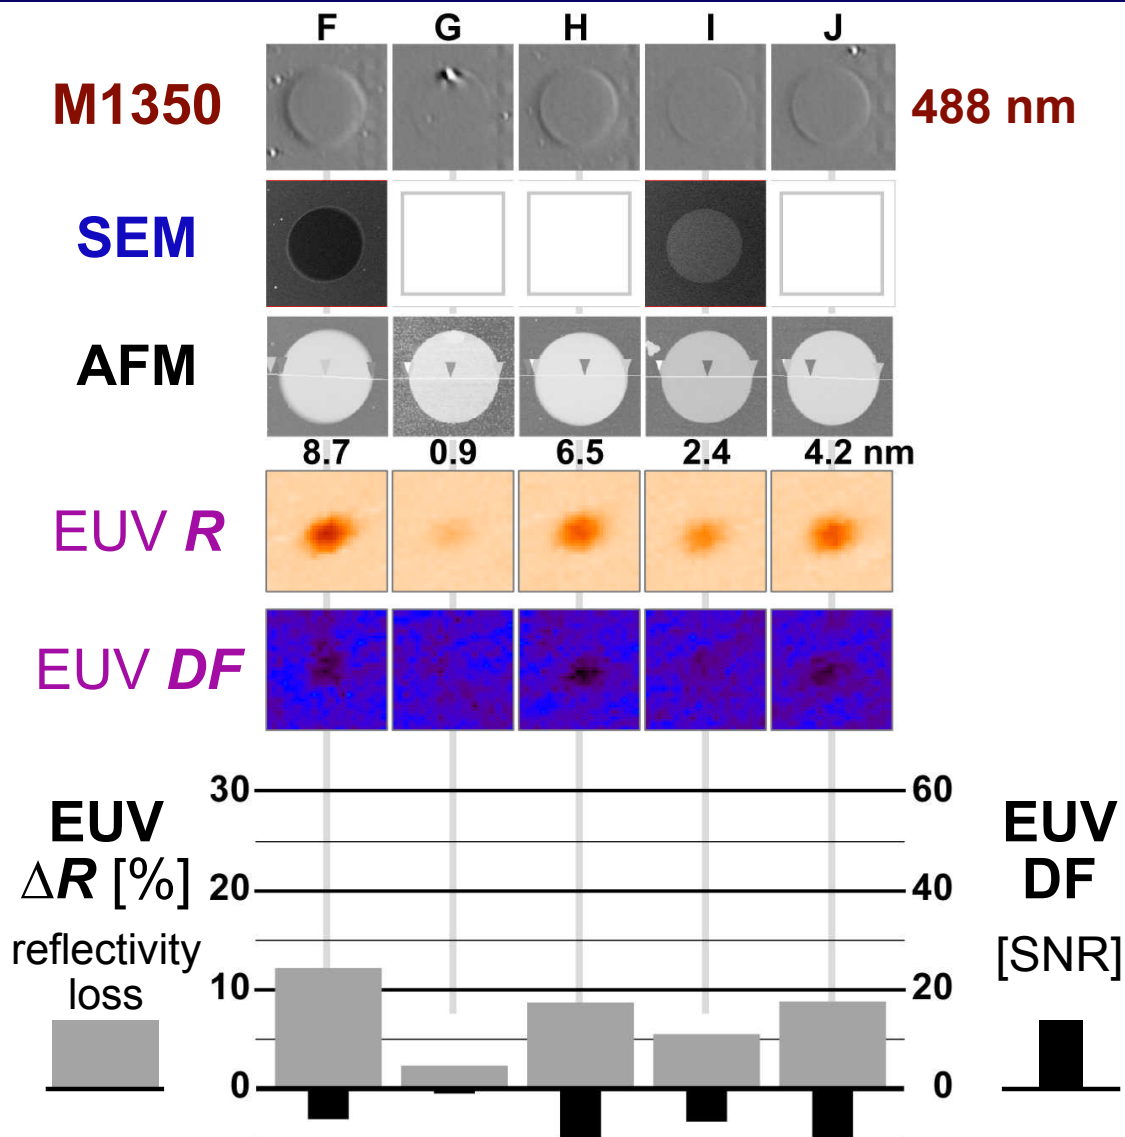 F G H I J
M1350
488 nm
SEM
AFM
8.7 0.9 6.5 2.4 4.2 nm
EUV R
EUV DF
30
60
EUV
ΔR [%]
EUV
DF
20
40
reflectivity
loss
[SNR]
10
20
0
0